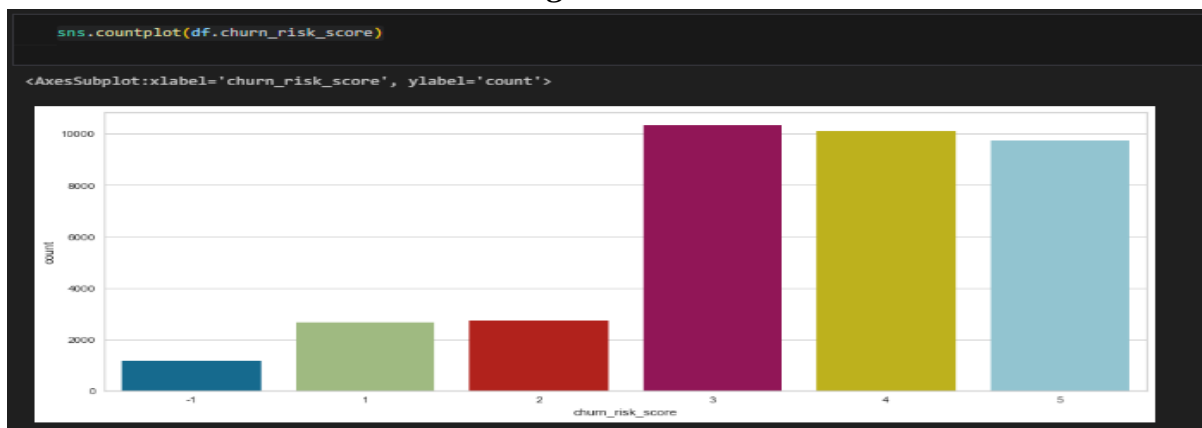 sns.countplot(df.churn_risk_score)
<AxesSubplot:xlabel='churn_risk_score', ylabel='count'>
10000
8000
6000
4000
2000
0
count
-1 1 2 3 4 5
churn_risk_score